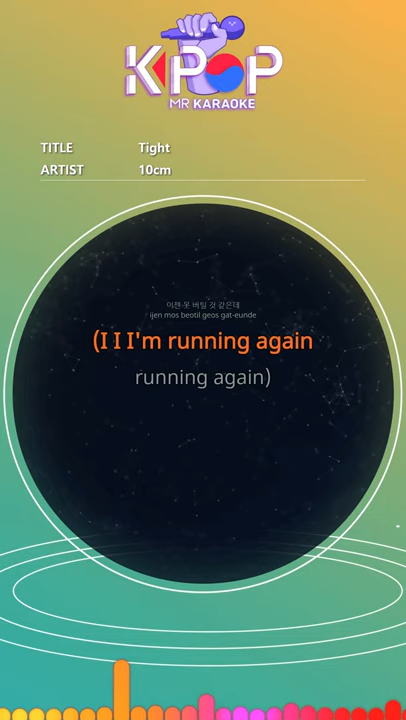 KPOP
MR KARAOKE
TITLE Tight
ARTIST 10cm
이젠 못 버틸 것 같은데
ijen mos beotil geos gat-eunde
(I I I'm running again
running again)